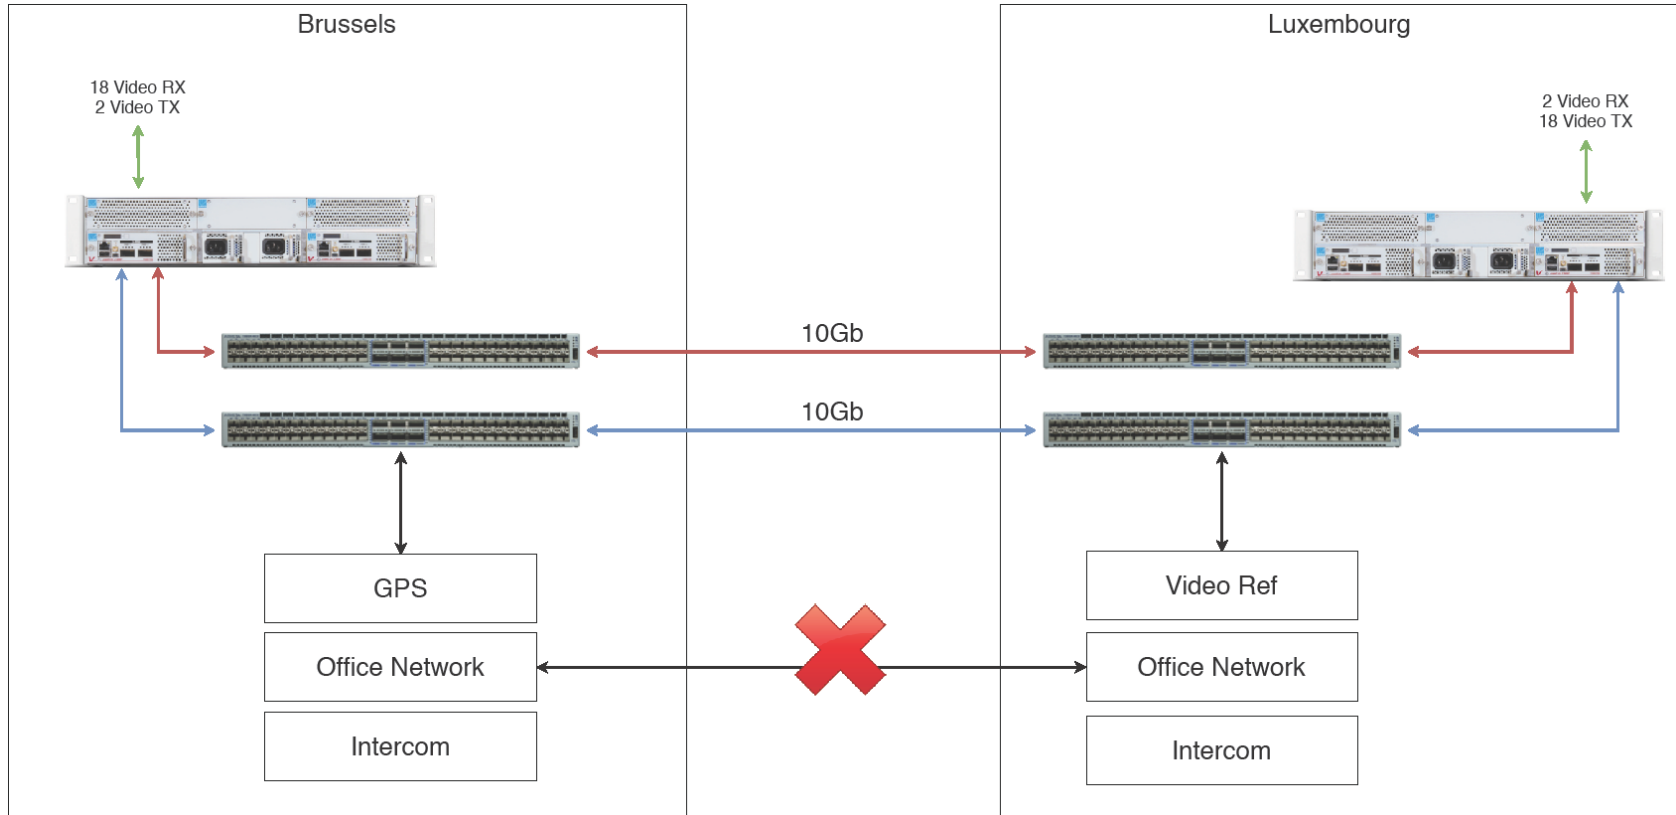 Brussels
Luxembourg
18 Video RX
2 Video TX
2 Video RX
18 Video TX
10Gb
10Gb
GPS
Office Network
Intercom
Video Ref
Office Network
Intercom